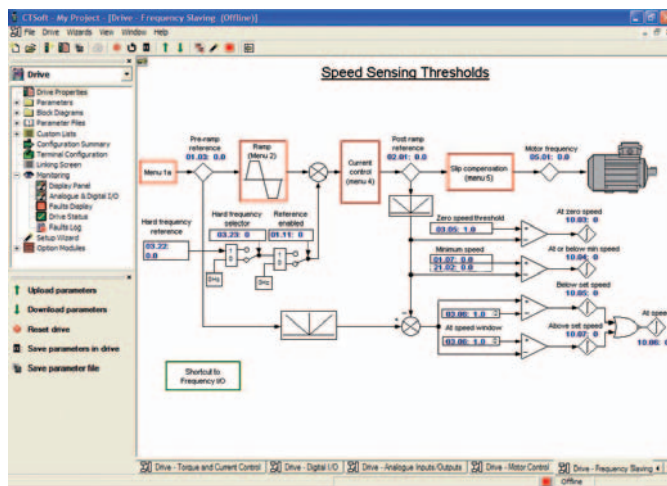 CTSoft - My Project - [Drive - Frequency Slaving (Offline)]
File Drive Wizards View Window Help
Drive
Drive Properties
Parameters
Block Diagrams
Parameter Files
Custom Lists
Configuration Summary
Terminal Configuration
Linking Screen
Monitoring
Display Panel
Analogue & Digital I/O
Faults Display
Drive Status
Faults Log
Setup Wizard
Option Modules
Upload parameters
Download parameters
Reset drive
Save parameters in drive
Save parameter file
Speed Sensing Thresholds
Menu 1a
Pre-ramp
reference
01.03: 0.0
Ramp
(Menu 2)
Current
control
(menu 4)
Post ramp
reference
02.01: 0.0
Slip compensation
(menu 5)
Motor frequency
05.01: 0.0
Hard frequency
reference
03.22:
0.0
Hard frequency
selector
03.23: 0
1
0
0Hz
Reference
enabled
01.11: 0
1
0
0Hz
Zero speed threshold
03.05: 1.0
At zero speed
10.03: 0
Minimum speed
01.07: 0.0
21.02: 0.0
At or below min speed
10.04: 0
Below set speed
10.05: 0
03.06: 1.0
At speed window
03.06: 1.0
Above set speed
10.07: 0
At spee
10.06: 0
Shortcut to
Frequency I/O
Drive - Torque and Current Control
Drive - Digital I/O
Drive - Analogue Inputs/Outputs
Drive - Motor Control
Drive - Frequency Slaving
Offline